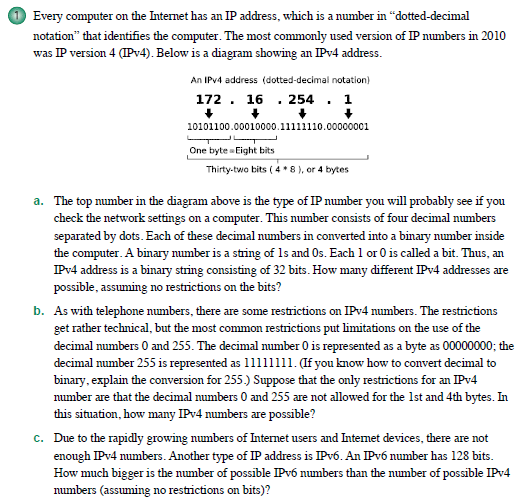 1 Every computer on the Internet has an IP address, which is a number in “dotted-decimal
notation” that identifies the computer. The most commonly used version of IP numbers in 2010
was IP version 4 (IPv4). Below is a diagram showing an IPv4 address.
An IPv4 address (dotted-decimal notation)
172 . 16 . 254 . 1
10101100.00010000.11111110.00000001
One byte=Eight bits
Thirty-two bits ( 4 * 8 ), or 4 bytes
a. The top number in the diagram above is the type of IP number you will probably see if you
check the network settings on a computer. This number consists of four decimal numbers
separated by dots. Each of these decimal numbers in converted into a binary number inside
the computer. A binary number is a string of 1s and 0s. Each 1 or 0 is called a bit. Thus, an
IPv4 address is a binary string consisting of 32 bits. How many different IPv4 addresses are
possible, assuming no restrictions on the bits?
b. As with telephone numbers, there are some restrictions on IPv4 numbers. The restrictions
get rather technical, but the most common restrictions put limitations on the use of the
decimal numbers 0 and 255. The decimal number 0 is represented as a byte as 00000000; the
decimal number 255 is represented as 11111111. (If you know how to convert decimal to
binary, explain the conversion for 255.) Suppose that the only restrictions for an IPv4
number are that the decimal numbers 0 and 255 are not allowed for the 1st and 4th bytes. In
this situation, how many IPv4 numbers are possible?
c. Due to the rapidly growing numbers of Internet users and Internet devices, there are not
enough IPv4 numbers. Another type of IP address is IPv6. An IPv6 number has 128 bits.
How much bigger is the number of possible IPv6 numbers than the number of possible IPv4
numbers (assuming no restrictions on bits)?